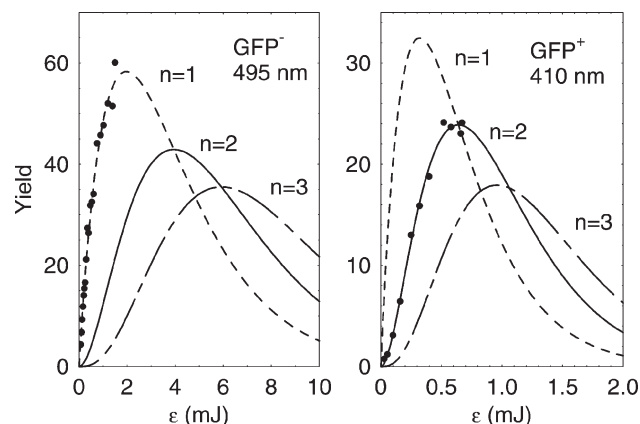 GFP⁻
495 nm
n=1
n=2
n=3
Yield
60
40
20
0
0 2 4 6 8 10
ε (mJ)
GFP⁺
410 nm
n=1
n=2
n=3
30
20
10
0
0 0.5 1.0 1.5 2.0
ε (mJ)